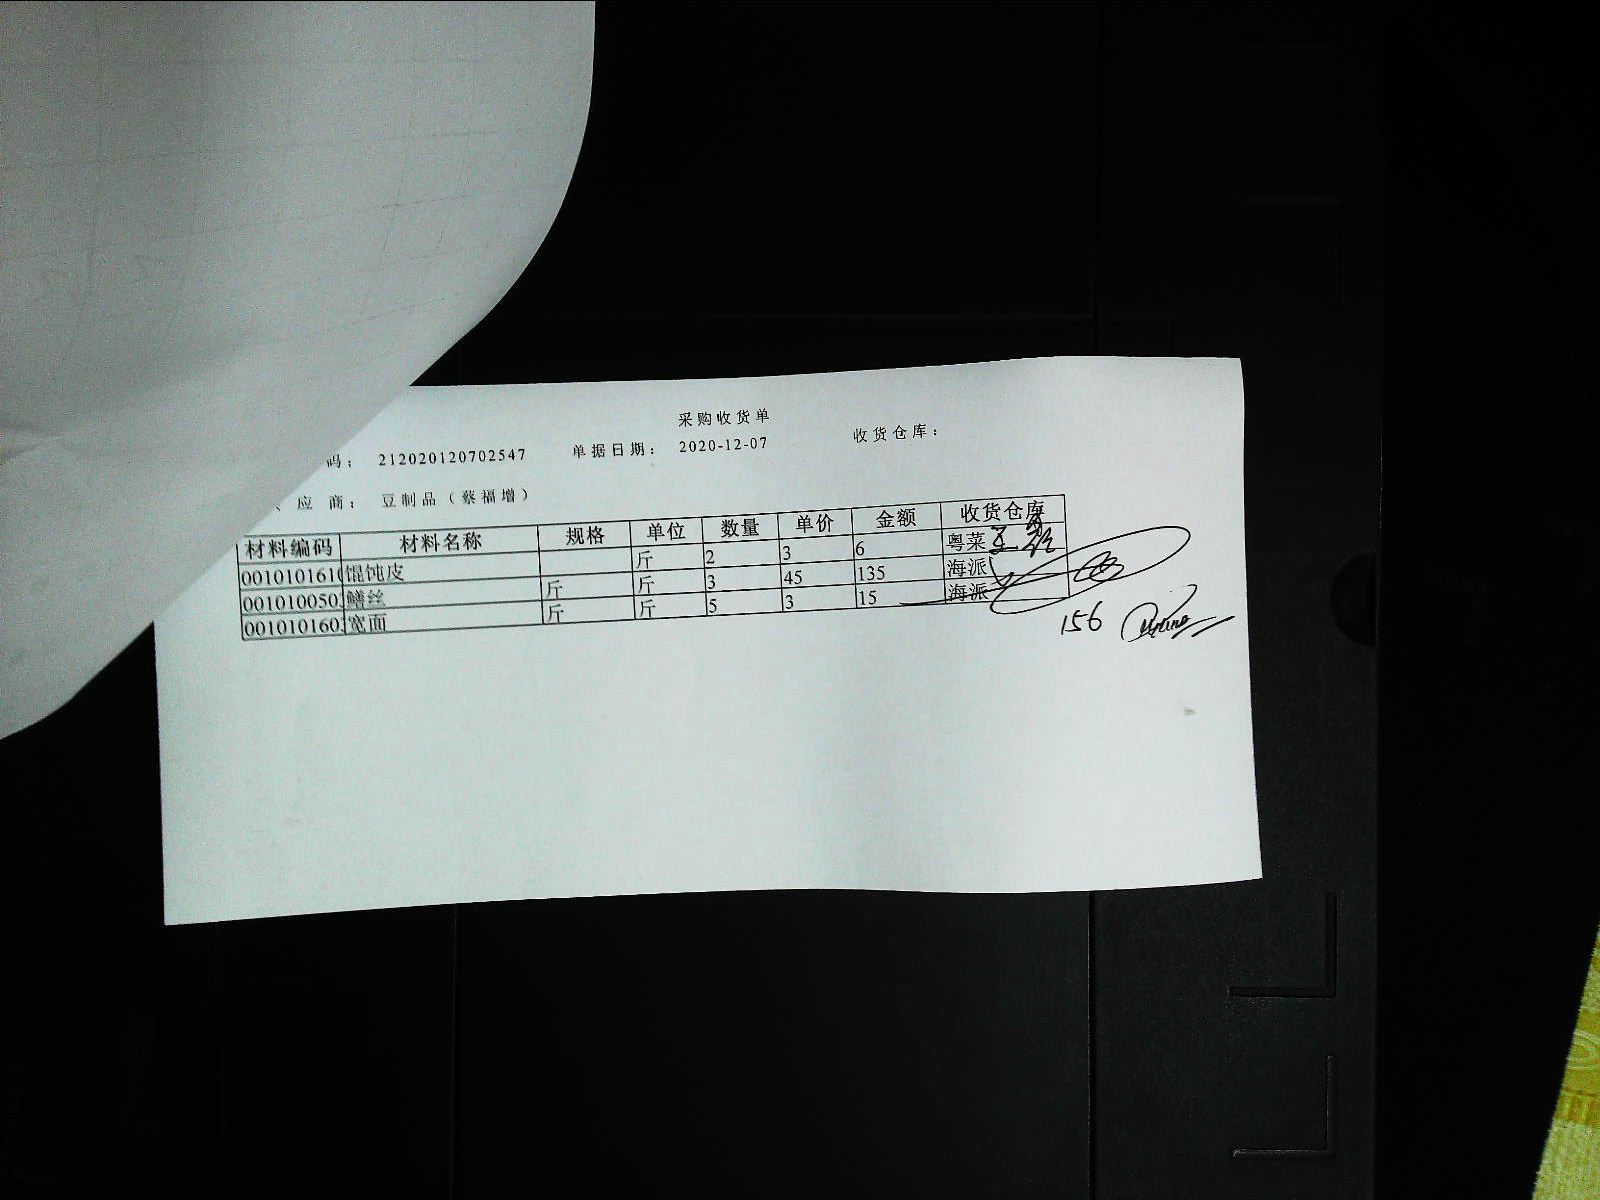 采购收货单
码： 212020120702547 单据日期： 2020-12-07 收货仓库：
应 商： 豆制品（蔡福增）
材料编码 材料名称 规格 单位 数量 单价 金额 收货仓库
001010161 馄饨皮 斤 2 3 6 粤菜
001010050 鳝丝 斤 斤 3 45 135 海派
001010160 宽面 斤 斤 5 3 15 海派
156